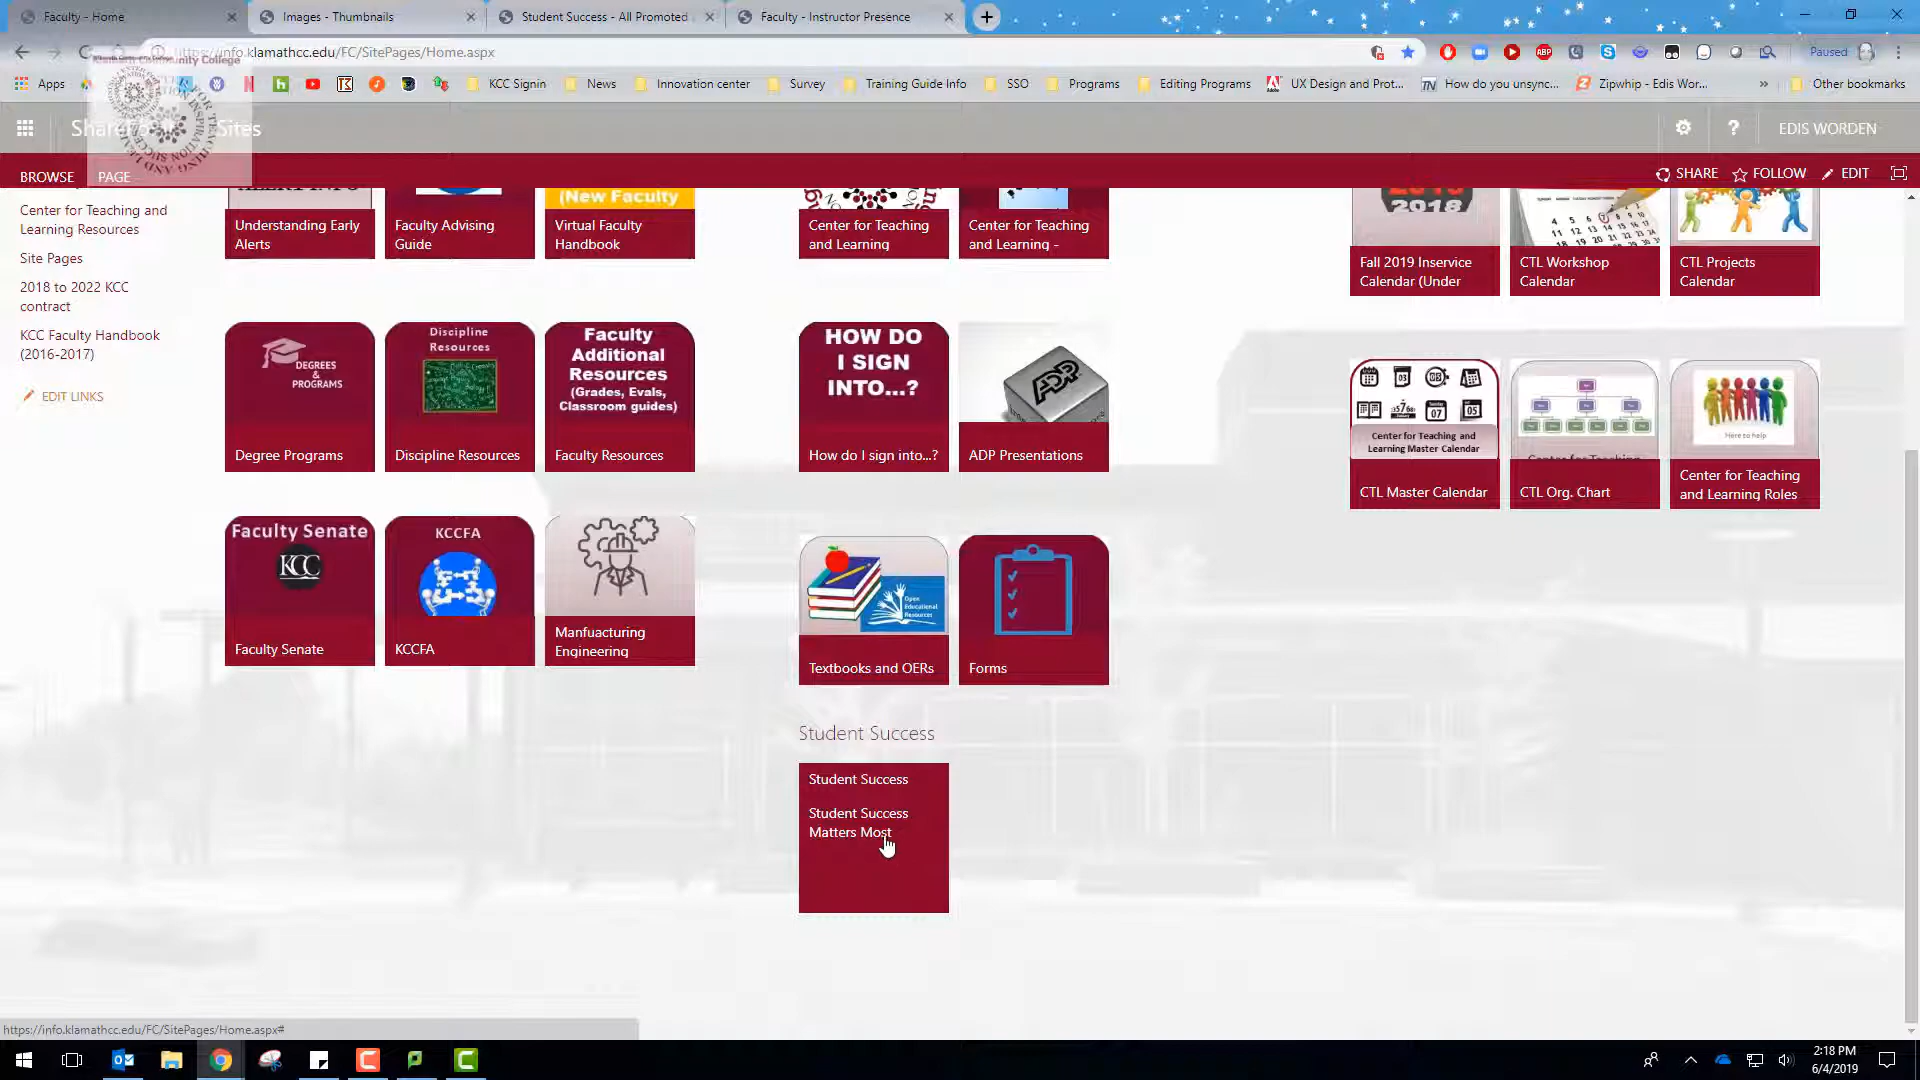 Faculty - Home
Images - Thumbnails
Student Success - All Promoted
Faculty - Instructor Presence
https://info.klamathcc.edu/FC/SitePages/Home.aspx
Paused
Apps
KCC Signin
News
Innovation center
Survey
Training Guide Info
SSO
Programs
Editing Programs
UX Design and Prot...
How do you unsync...
Zipwhip - Edis Wor...
Other bookmarks
Sites
EDIS WORDEN
BROWSE
PAGE
SHARE
FOLLOW
EDIT
Center for Teaching and
Learning Resources
Site Pages
2018 to 2022 KCC
contract
KCC Faculty Handbook
(2016-2017)
EDIT LINKS
Understanding Early
Alerts
Faculty Advising
Guide
(New Faculty
Virtual Faculty
Handbook
Center for Teaching
and Learning
Center for Teaching
and Learning -
2018
Fall 2019 Inservice
Calendar (Under
CTL Workshop
Calendar
CTL Projects
Calendar
DEGREES
&
PROGRAMS
Degree Programs
Discipline
Resources
Discipline Resources
Faculty
Additional
Resources
(Grades, Evals,
Classroom guides)
Faculty Resources
HOW DO
I SIGN
INTO...?
How do I sign into...?
ADP
ADP Presentations
Center for Teaching and
Learning Master Calendar
CTL Master Calendar
CTL Org. Chart
Here to help
Center for Teaching
and Learning Roles
Faculty Senate
KCC
Faculty Senate
KCCFA
KCCFA
Manfuacturing
Engineering
Open
Educational
Resources
Textbooks and OERs
Forms
Student Success
Student Success
Student Success
Matters Most
https://info.klamathcc.edu/FC/SitePages/Home.aspx#
2:18 PM
6/4/2019